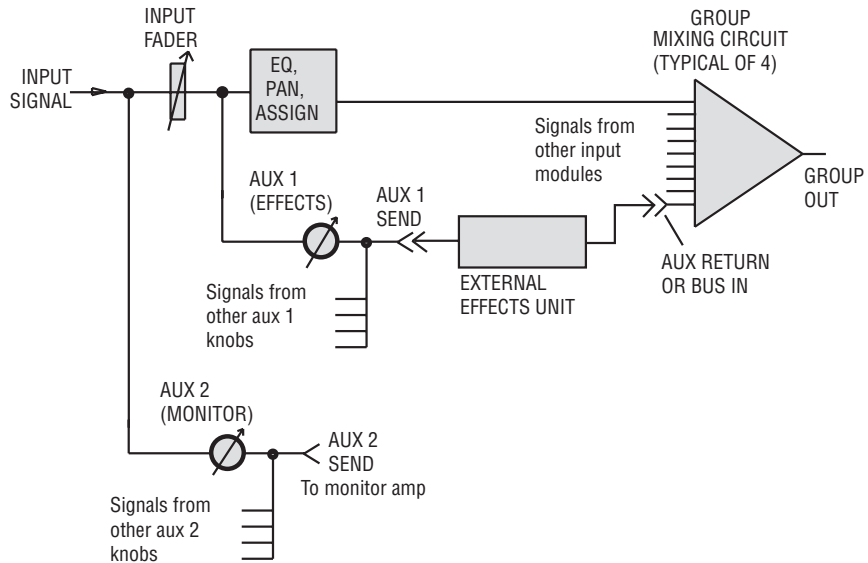 INPUT
FADER
GROUP
MIXING CIRCUIT
(TYPICAL OF 4)
INPUT
SIGNAL
EQ,
PAN,
ASSIGN
Signals from
other input
modules
GROUP
OUT
AUX 1
(EFFECTS)
AUX 1
SEND
EXTERNAL
EFFECTS UNIT
AUX RETURN
OR BUS IN
Signals from
other aux 1
knobs
AUX 2
(MONITOR)
AUX 2
SEND
To monitor amp
Signals from
other aux 2
knobs